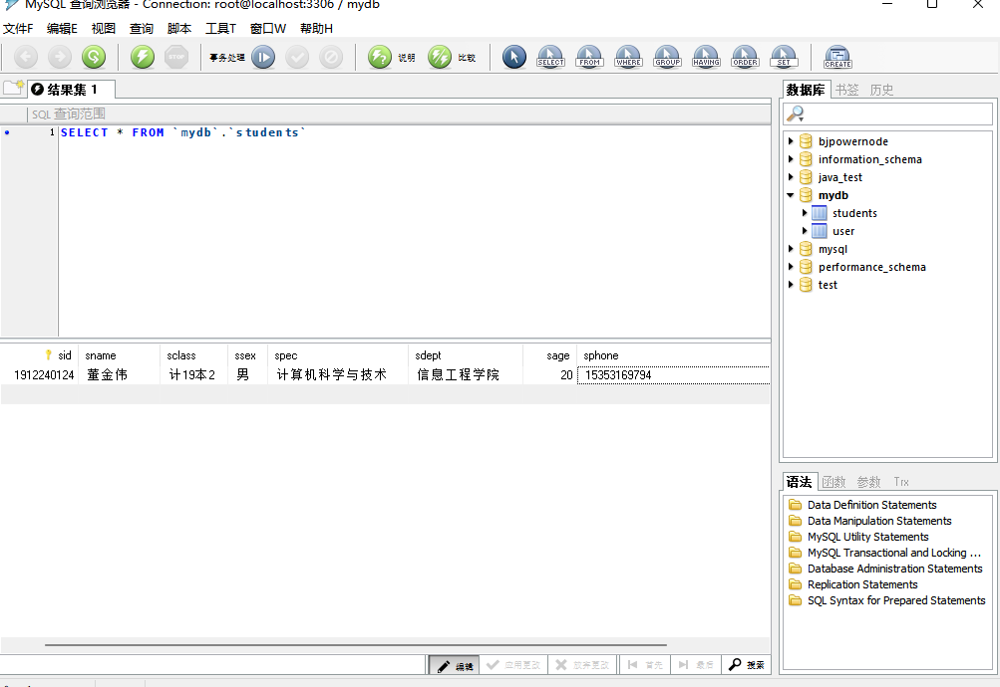 MySQL 查询浏览器 - Connection: root@localhost:3306 / mydb
文件F 编辑E 视图 查询 脚本 工具T 窗口W 帮助H
STOP 事务处理 说明 比较 SELECT FROM WHERE GROUP HAVING ORDER SET CREATE
结果集 1
SQL 查询范围
1 SELECT * FROM `mydb`.`students`
sid sname sclass ssex spec sdept sage sphone
1912240124 董金伟 计19本2 男 计算机科学与技术 信息工程学院 20 15353169794
编辑 应用更改 放弃更改 首先 最后 搜索
数据库 书签 历史
bjpowernode
information_schema
java_test
mydb
students
user
mysql
performance_schema
test
语法 函数 参数 Trx
Data Definition Statements
Data Manipulation Statements
MySQL Utility Statements
MySQL Transactional and Locking ...
Database Administration Statements
Replication Statements
SQL Syntax for Prepared Statements